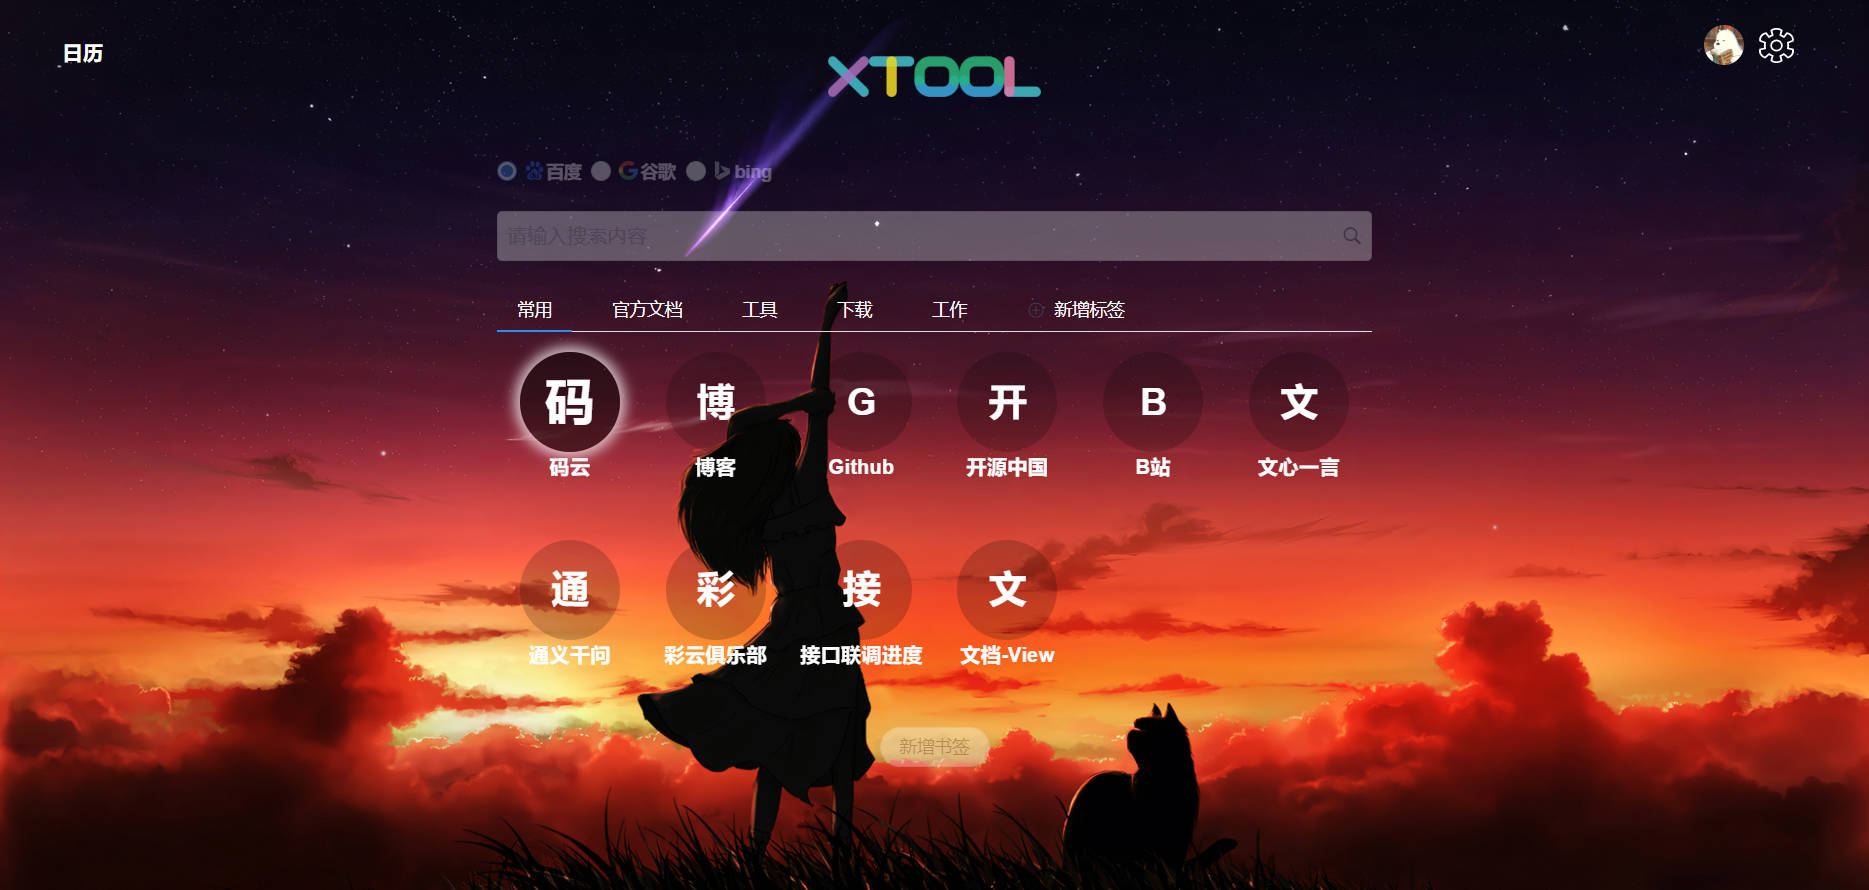 日历
XTOOL
百度 谷歌 bing
请输入搜索内容
常用 官方文档 工具 下载 工作 新增标签
码 博 G 开 B 文
码云 博客 Github 开源中国 B站 文心一言
通 彩 接 文
通义千问 彩云俱乐部 接口联调进度 文档-View
新增书签